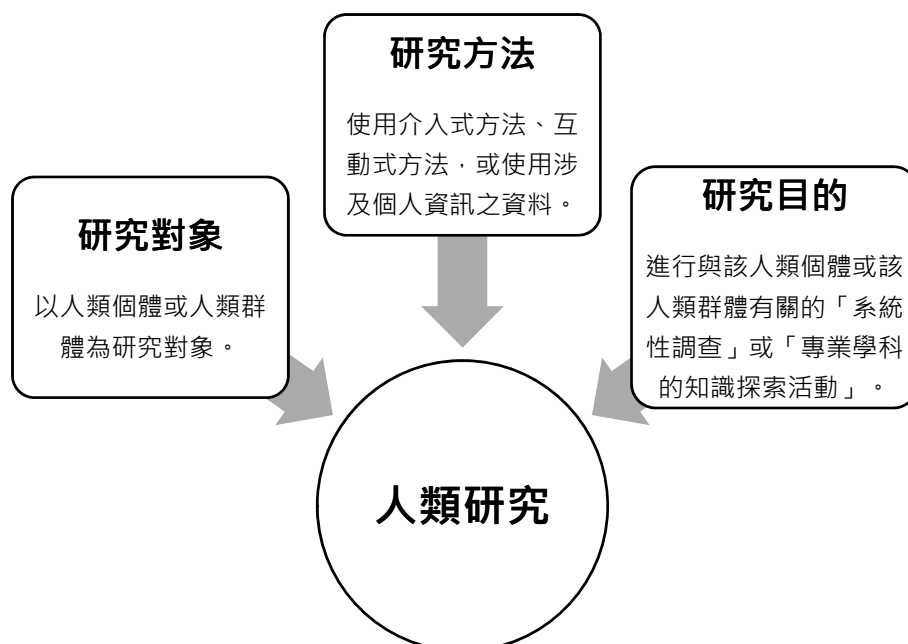 研究方法
使用介入式方法、互
動式方法，或使用涉
及個人資訊之資料。
研究對象
以人類個體或人類群
體為研究對象。
研究目的
進行與該人類個體或該
人類群體有關的「系統
性調查」或「專業學科
的知識探索活動」。
人類研究